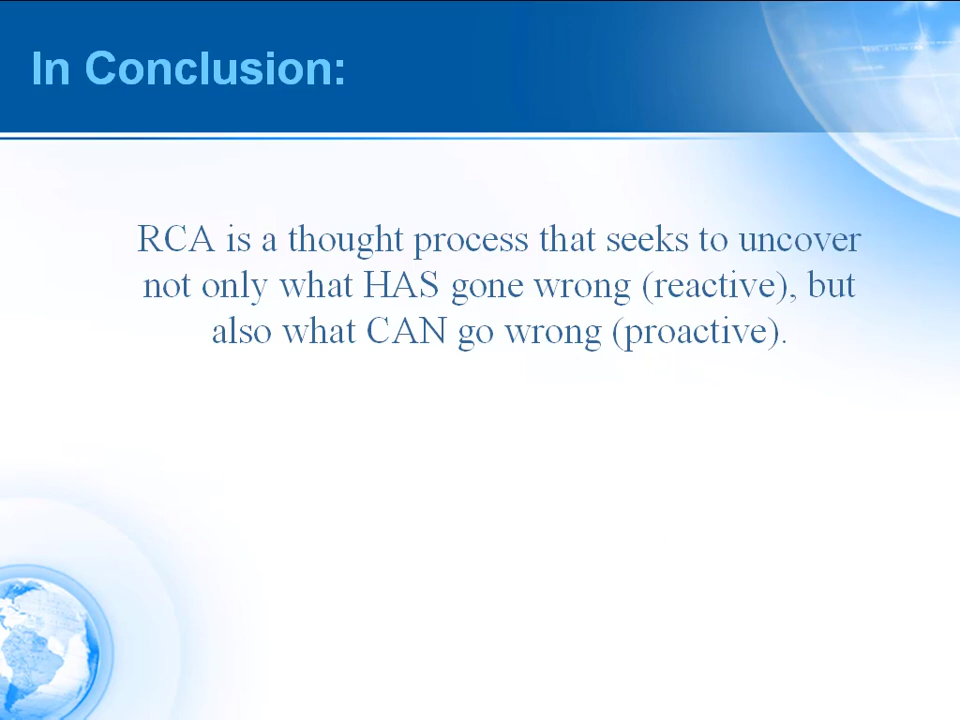 In Conclusion:
RCA is a thought process that seeks to uncover
not only what HAS gone wrong (reactive), but
also what CAN go wrong (proactive).